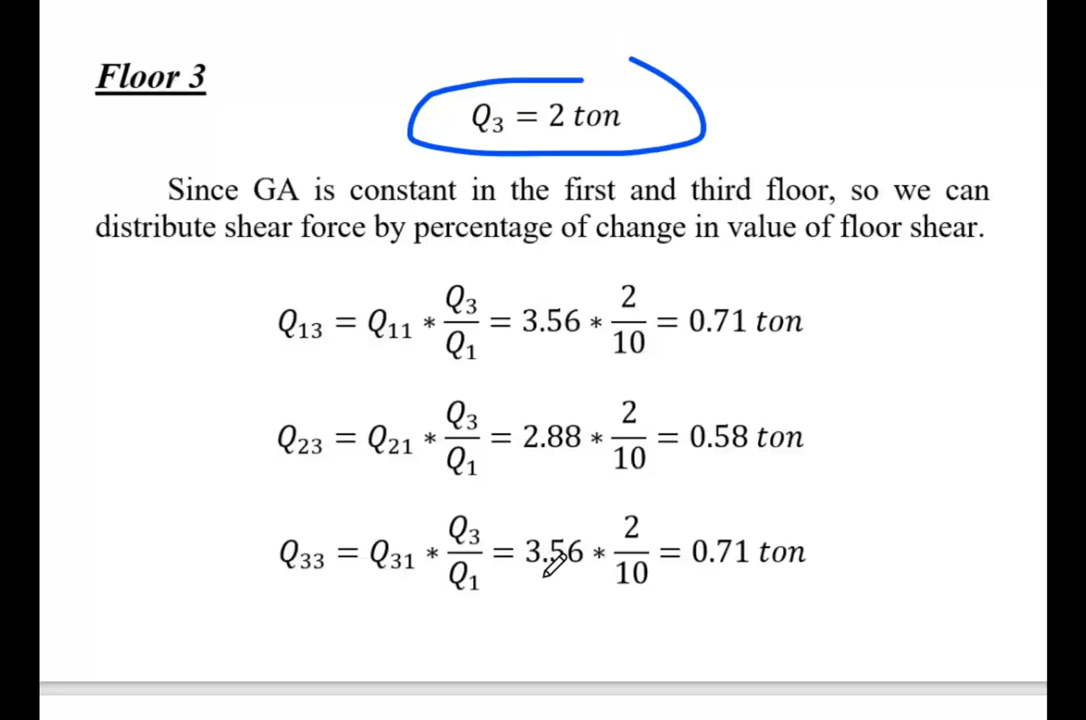 Floor 3
Q₃ = 2 ton
Since GA is constant in the first and third floor, so we can
distribute shear force by percentage of change in value of floor shear.
Q₁₃ = Q₁₁ * Q₃/Q₁ = 3.56 * 2/10 = 0.71 ton
Q₂₃ = Q₂₁ * Q₃/Q₁ = 2.88 * 2/10 = 0.58 ton
Q₃₃ = Q₃₁ * Q₃/Q₁ = 3.56 * 2/10 = 0.71 ton